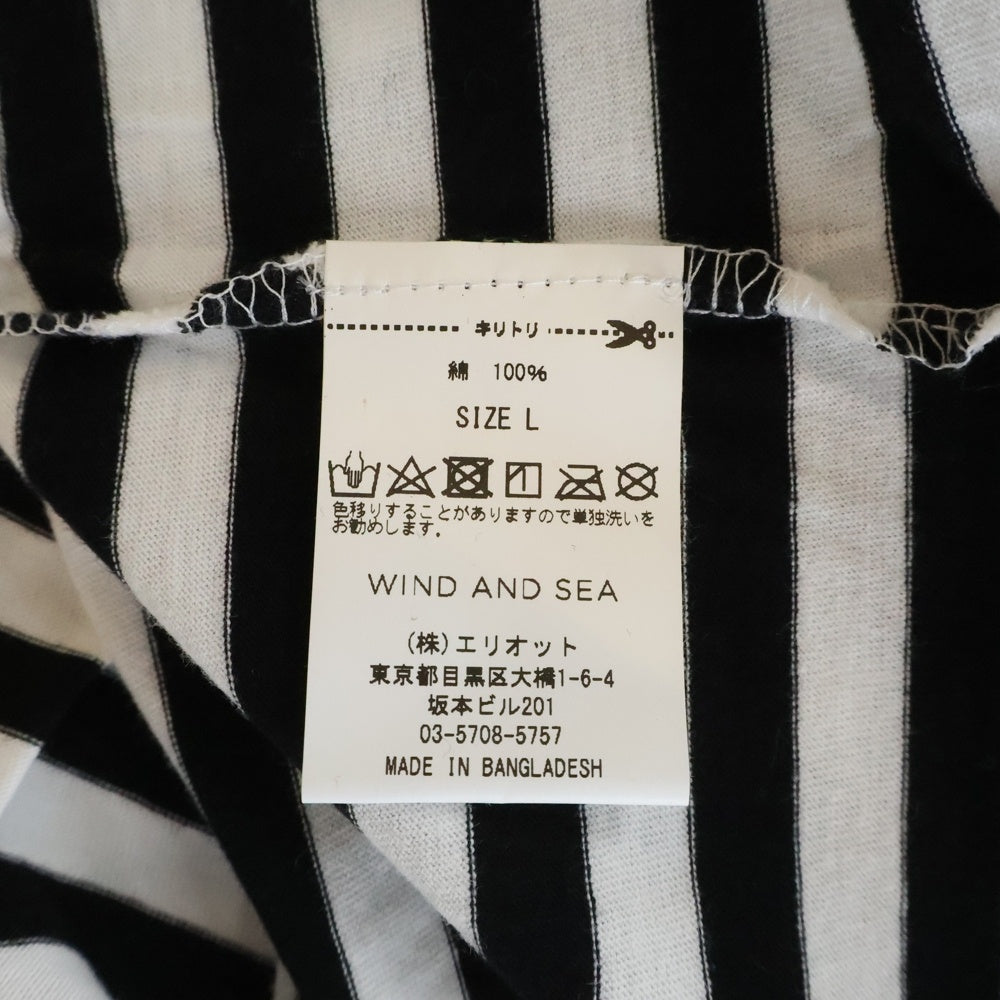 キリトリ
綿 100%
SIZE L
色移りすることがありますので単独洗いを
お勧めします.
WIND AND SEA
(株)エリオット
東京都目黒区大橋1-6-4
坂本ビル201
03-5708-5757
MADE IN BANGLADESH